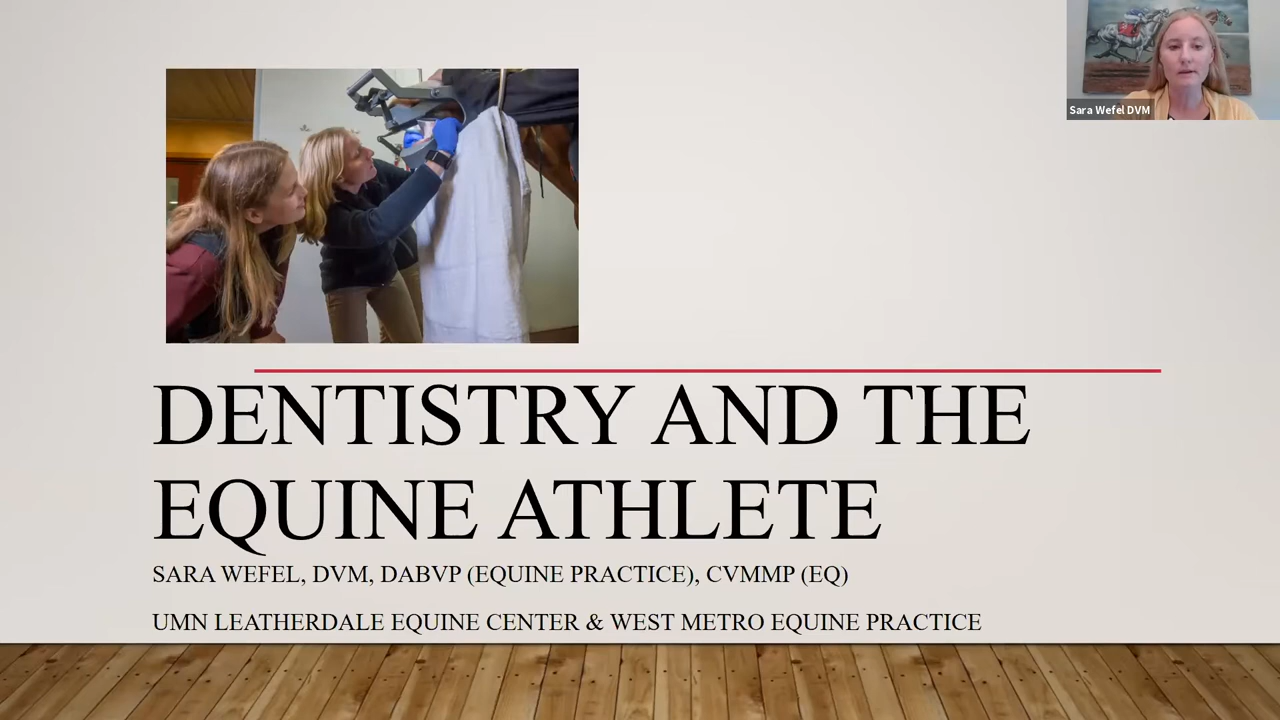 Sara Wefel DVM
DENTISTRY AND THE
EQUINE ATHLETE
SARA WEFEL, DVM, DABVP (EQUINE PRACTICE), CVMMP (EQ)
UMN LEATHERDALE EQUINE CENTER & WEST METRO EQUINE PRACTICE